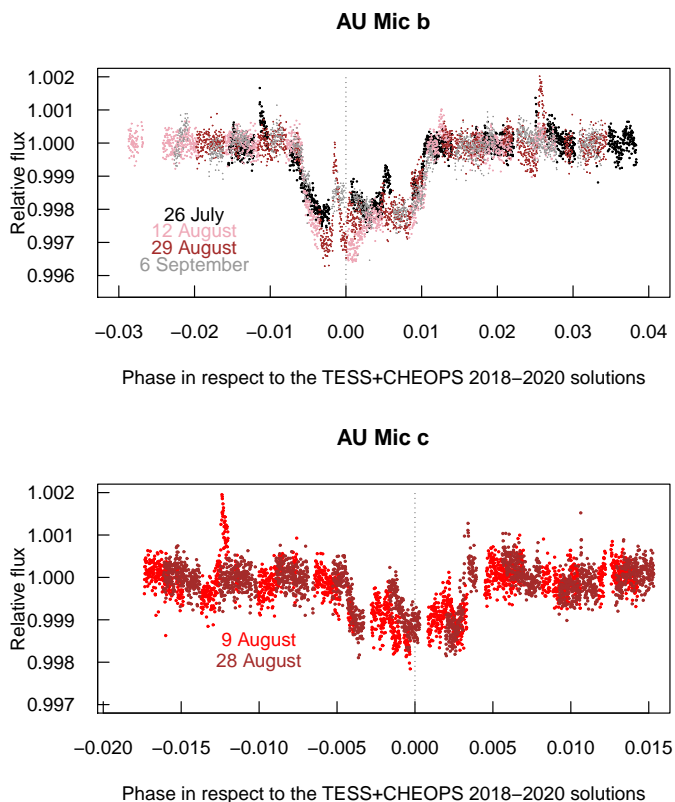 AU Mic b
1.002
1.001
1.000
0.999
0.998
0.997
0.996
Relative flux
26 July
12 August
29 August
6 September
−0.03 −0.02 −0.01 0.00 0.01 0.02 0.03 0.04
Phase in respect to the TESS+CHEOPS 2018−2020 solutions
AU Mic c
1.002
1.001
1.000
0.999
0.998
0.997
Relative flux
9 August
28 August
−0.020 −0.015 −0.010 −0.005 0.000 0.005 0.010 0.015
Phase in respect to the TESS+CHEOPS 2018−2020 solutions